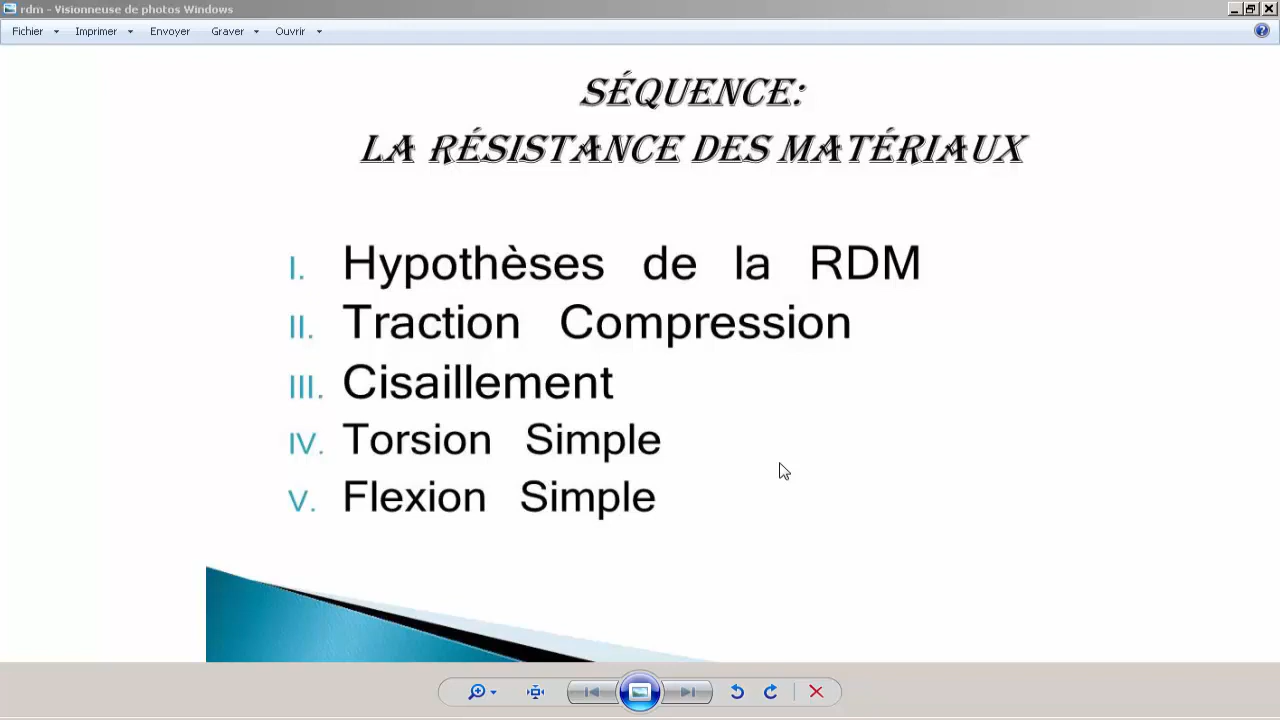 rdm - Visionneuse de photos Windows
Fichier Imprimer Envoyer Graver Ouvrir
SÉQUENCE:
LA RÉSISTANCE DES MATÉRIAUX
I. Hypothèses de la RDM
II. Traction Compression
III. Cisaillement
IV. Torsion Simple
V. Flexion Simple